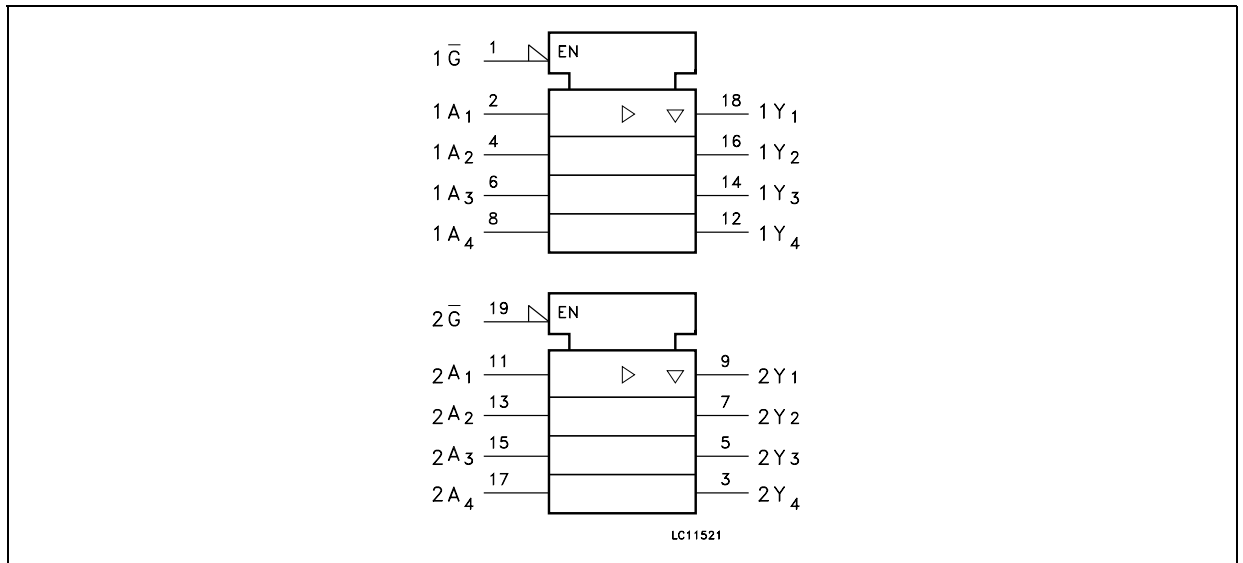 1G̅ 1 EN
1A1 2 18 1Y1
1A2 4 16 1Y2
1A3 6 14 1Y3
1A4 8 12 1Y4
2G̅ 19 EN
2A1 11 9 2Y1
2A2 13 7 2Y2
2A3 15 5 2Y3
2A4 17 3 2Y4
LC11521